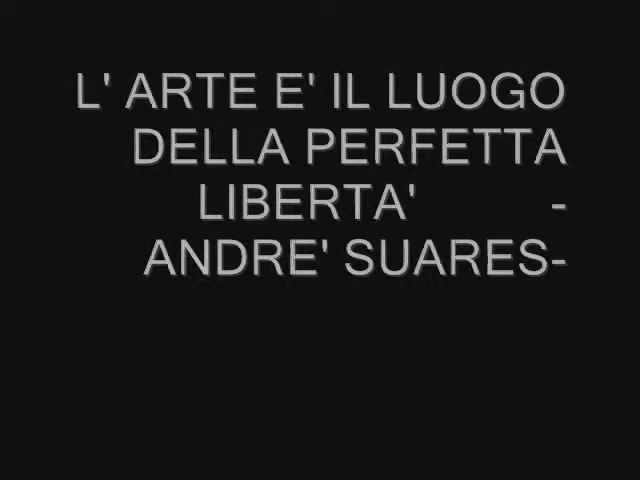 L' ARTE E' IL LUOGO
DELLA PERFETTA
LIBERTA' -
ANDRE' SUARES-